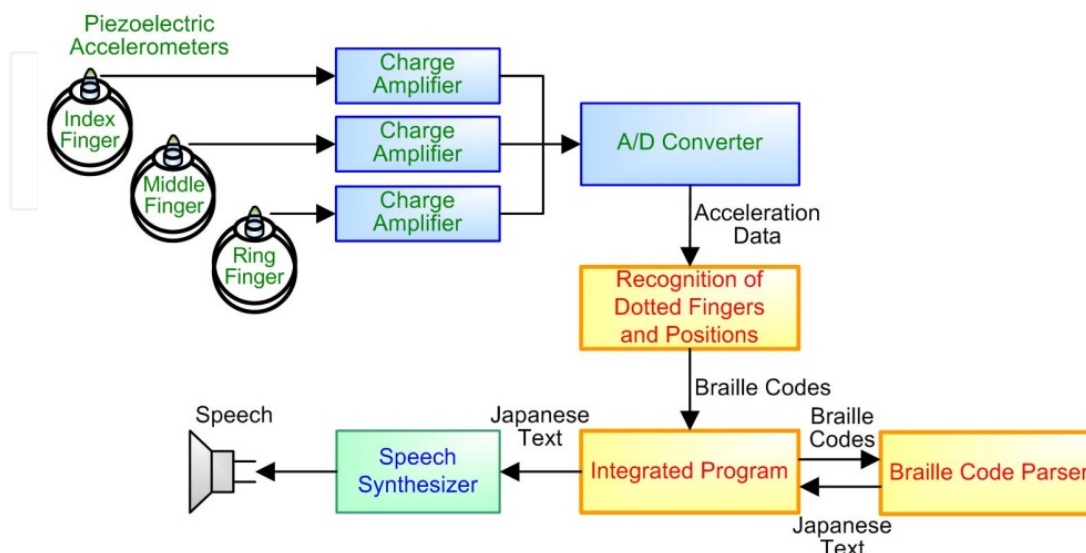 Piezoelectric
Accelerometers
Index
Finger
Middle
Finger
Ring
Finger
Charge
Amplifier
Charge
Amplifier
Charge
Amplifier
A/D Converter
Acceleration
Data
Recognition of
Dotted Fingers
and Positions
Braille Codes
Speech
Speech
Synthesizer
Japanese
Text
Integrated Program
Braille
Codes
Braille Code Parser
Japanese
Text